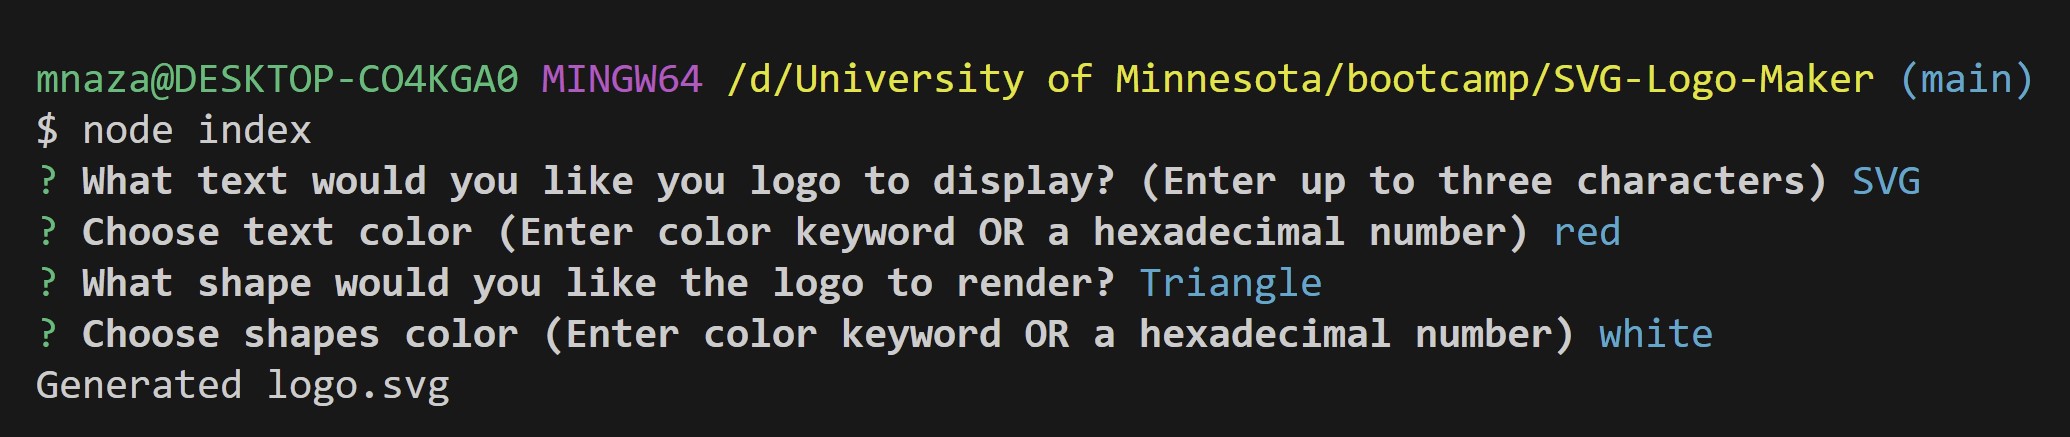 mnaza@DESKTOP-CO4KGA0 MINGW64 /d/University of Minnesota/bootcamp/SVG-Logo-Maker (main)
$ node index
? What text would you like you logo to display? (Enter up to three characters) SVG
? Choose text color (Enter color keyword OR a hexadecimal number) red
? What shape would you like the logo to render? Triangle
? Choose shapes color (Enter color keyword OR a hexadecimal number) white
Generated logo.svg